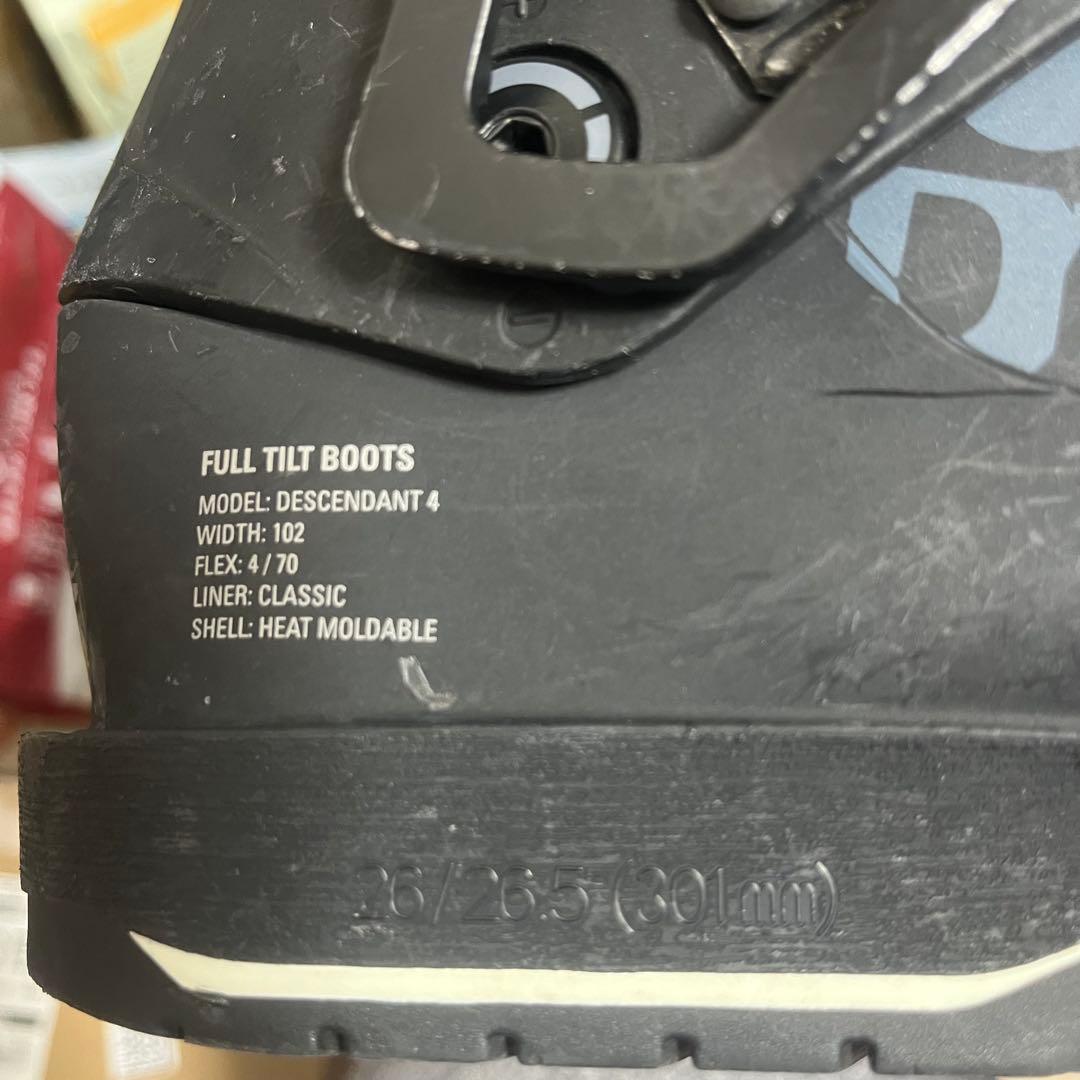 FULL TILT BOOTS
MODEL: DESCENDANT 4
WIDTH: 102
FLEX: 4 / 70
LINER: CLASSIC
SHELL: HEAT MOLDABLE
26/26.5 (301mm)